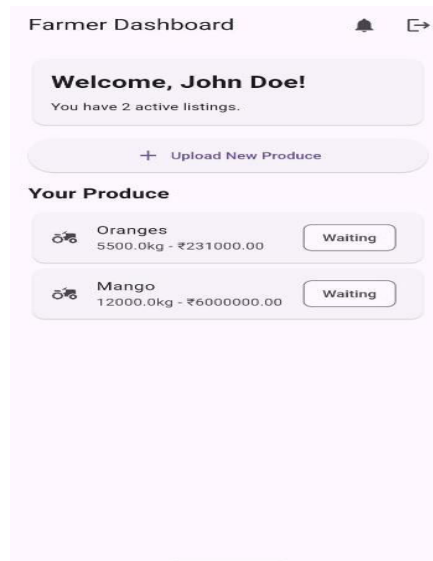 Farmer Dashboard
Welcome, John Doe!
You have 2 active listings.
+ Upload New Produce
Your Produce
Oranges
5500.0kg - ₹231000.00
Waiting
Mango
12000.0kg - ₹6000000.00
Waiting